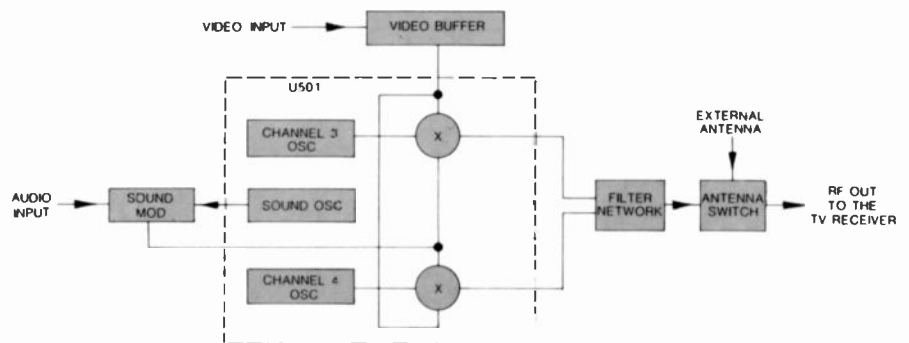 VIDEO INPUT
VIDEO BUFFER
U501
CHANNEL 3
OSC
X
EXTERNAL
ANTENNA
AUDIO
INPUT
SOUND
MOD
SOUND OSC
FILTER
NETWORK
ANTENNA
SWITCH
RF OUT
TO THE
TV RECEIVER
CHANNEL 4
OSC
X